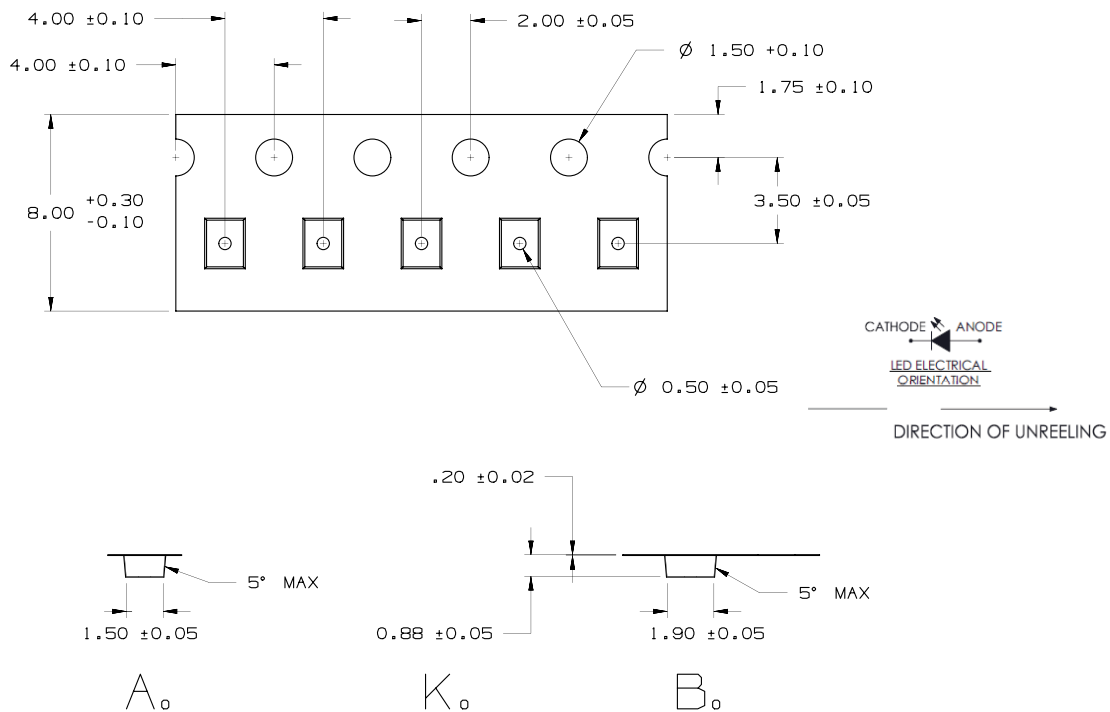 4.00 ±0.10
2.00 ±0.05
Ø 1.50 +0.10
4.00 ±0.10
1.75 ±0.10
8.00 +0.30 -0.10
3.50 ±0.05
CATHODE ANODE
LED ELECTRICAL
ORIENTATION
Ø 0.50 ±0.05
DIRECTION OF UNREELING
.20 ±0.02
5° MAX
5° MAX
1.50 ±0.05
0.88 ±0.05
1.90 ±0.05
Ao
Ko
Bo